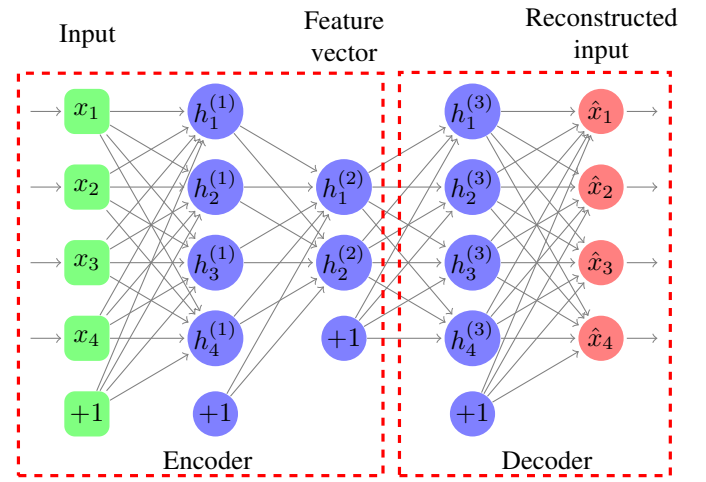 Input
Feature
vector
Reconstructed
input
x₁ h₁⁽¹⁾ h₁⁽³⁾ x̂₁
x₂ h₂⁽¹⁾ h₁⁽²⁾ h₂⁽³⁾ x̂₂
x₃ h₃⁽¹⁾ h₂⁽²⁾ h₃⁽³⁾ x̂₃
x₄ h₄⁽¹⁾ +1 h₄⁽³⁾ x̂₄
+1 +1 +1
Encoder
Decoder